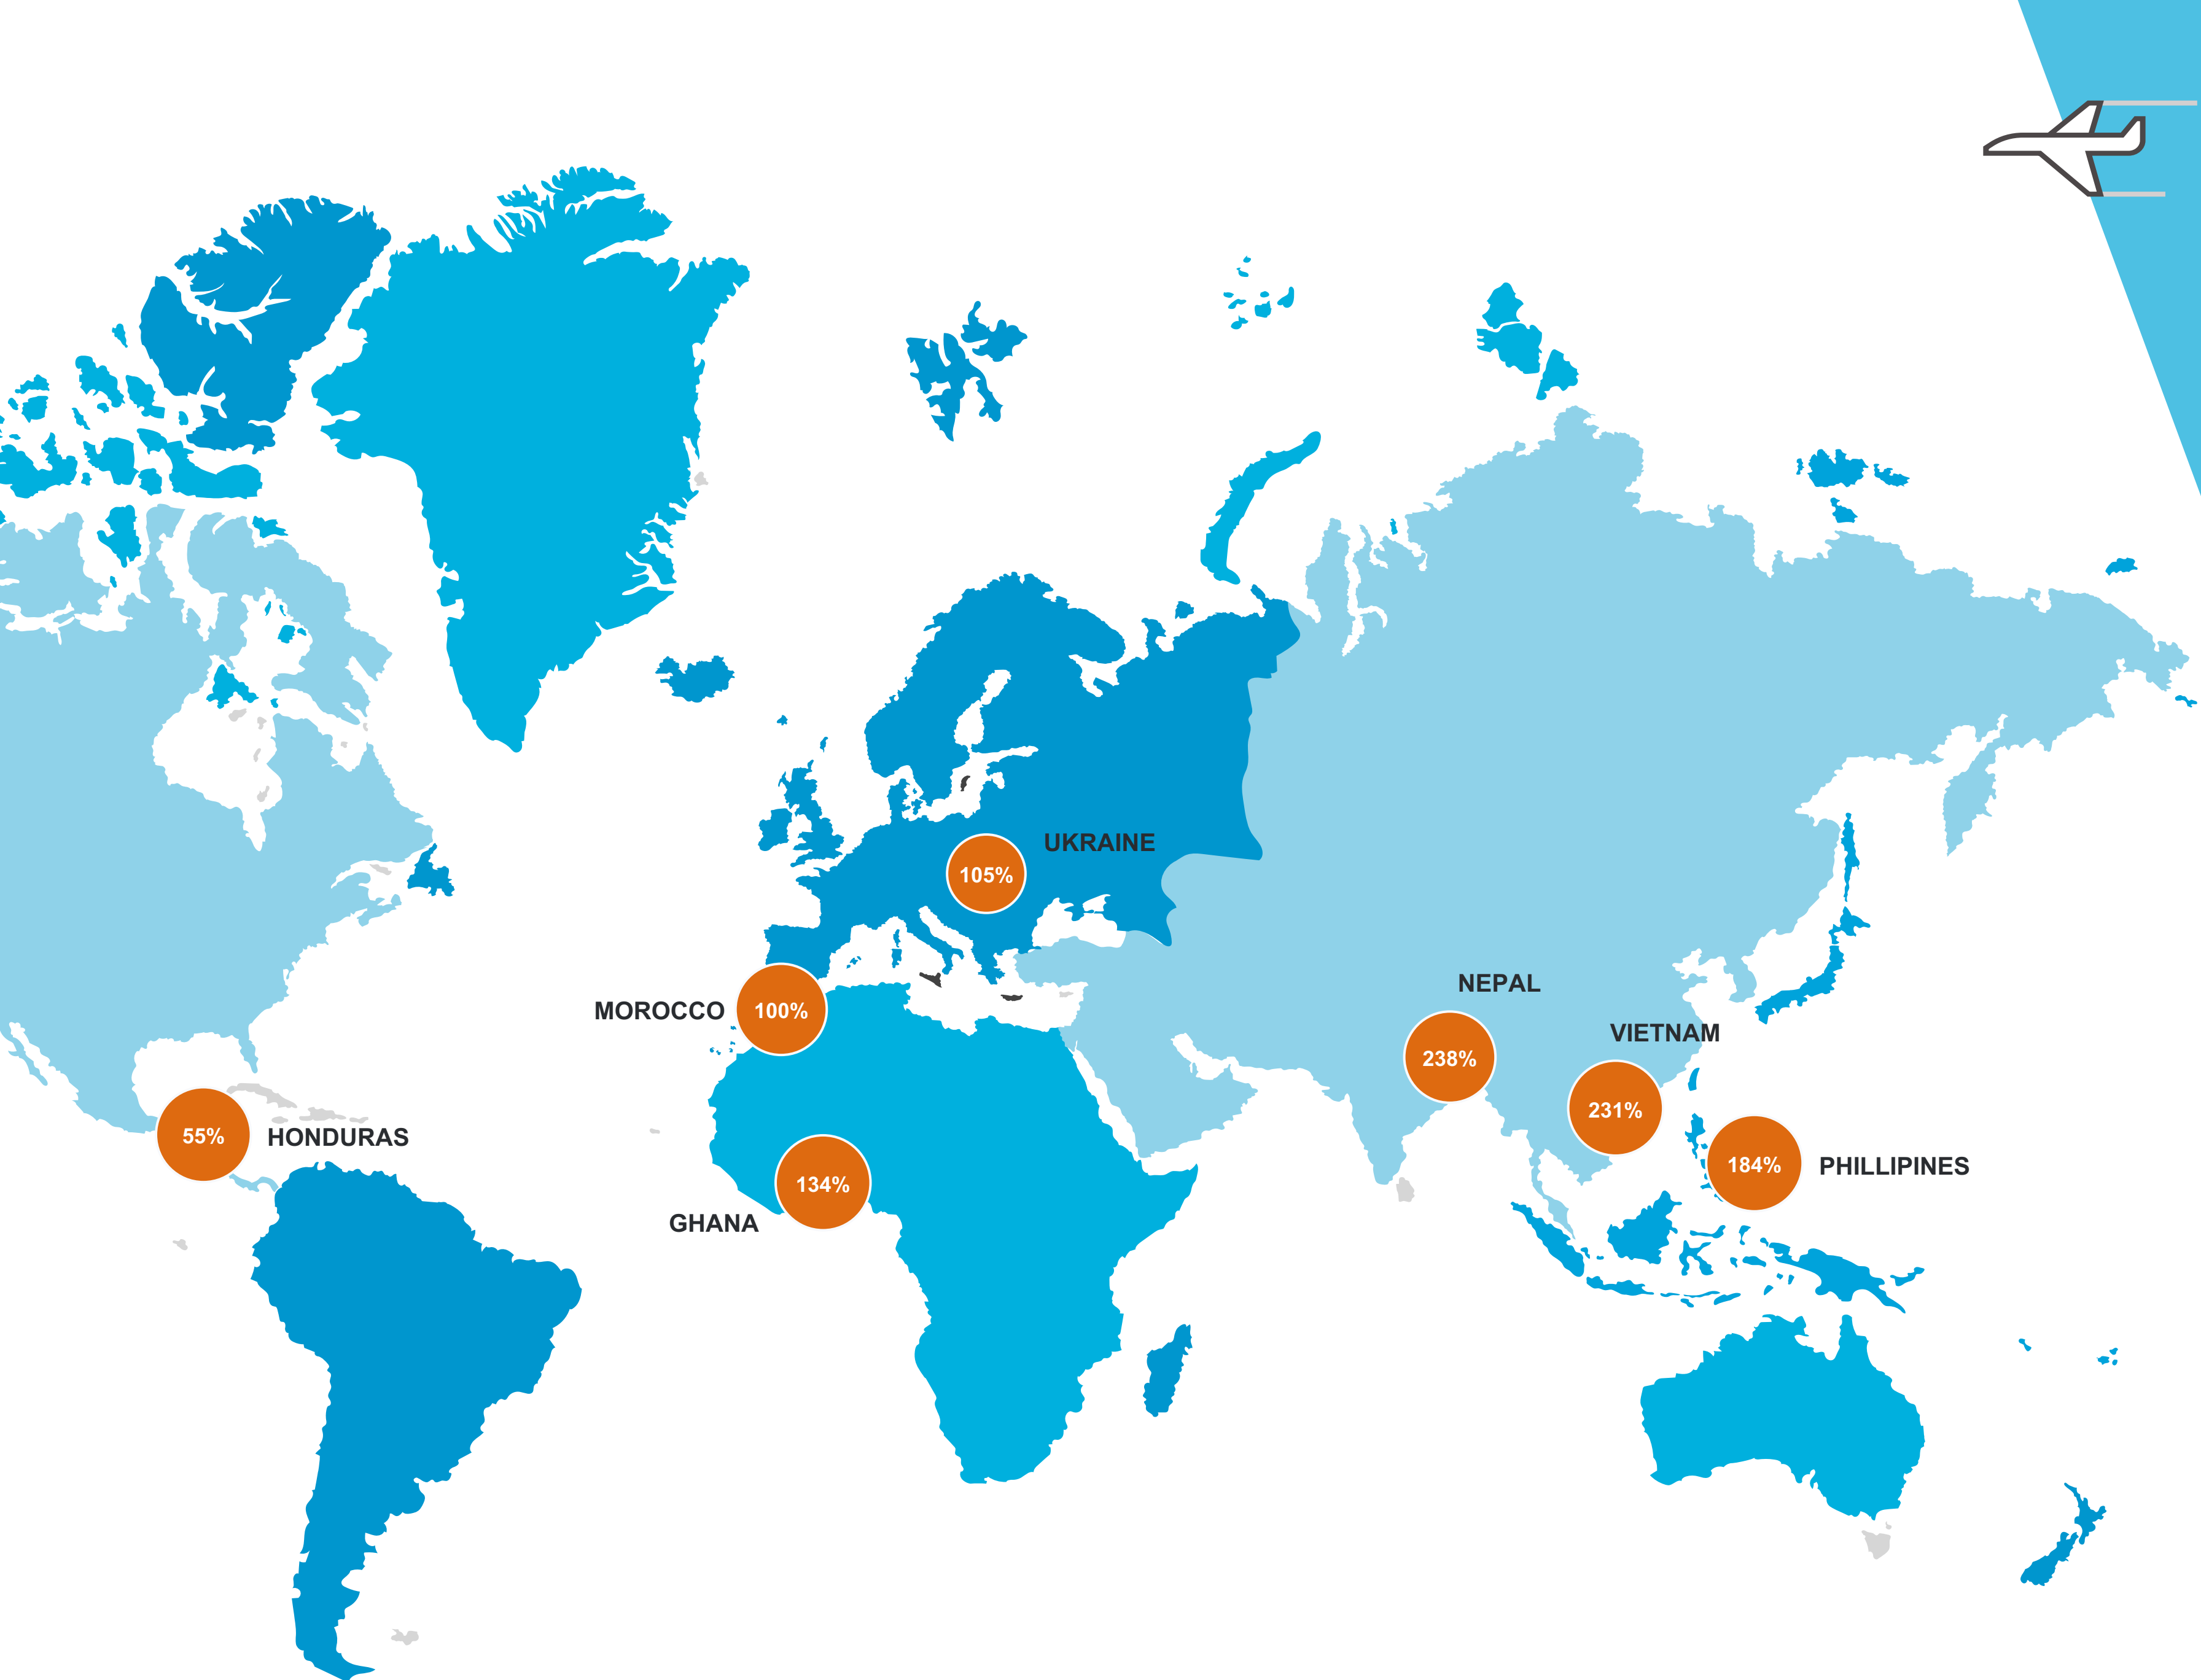 UKRAINE
105%
MOROCCO
100%
NEPAL
238%
VIETNAM
231%
55%
HONDURAS
184%
PHILLIPINES
134%
GHANA